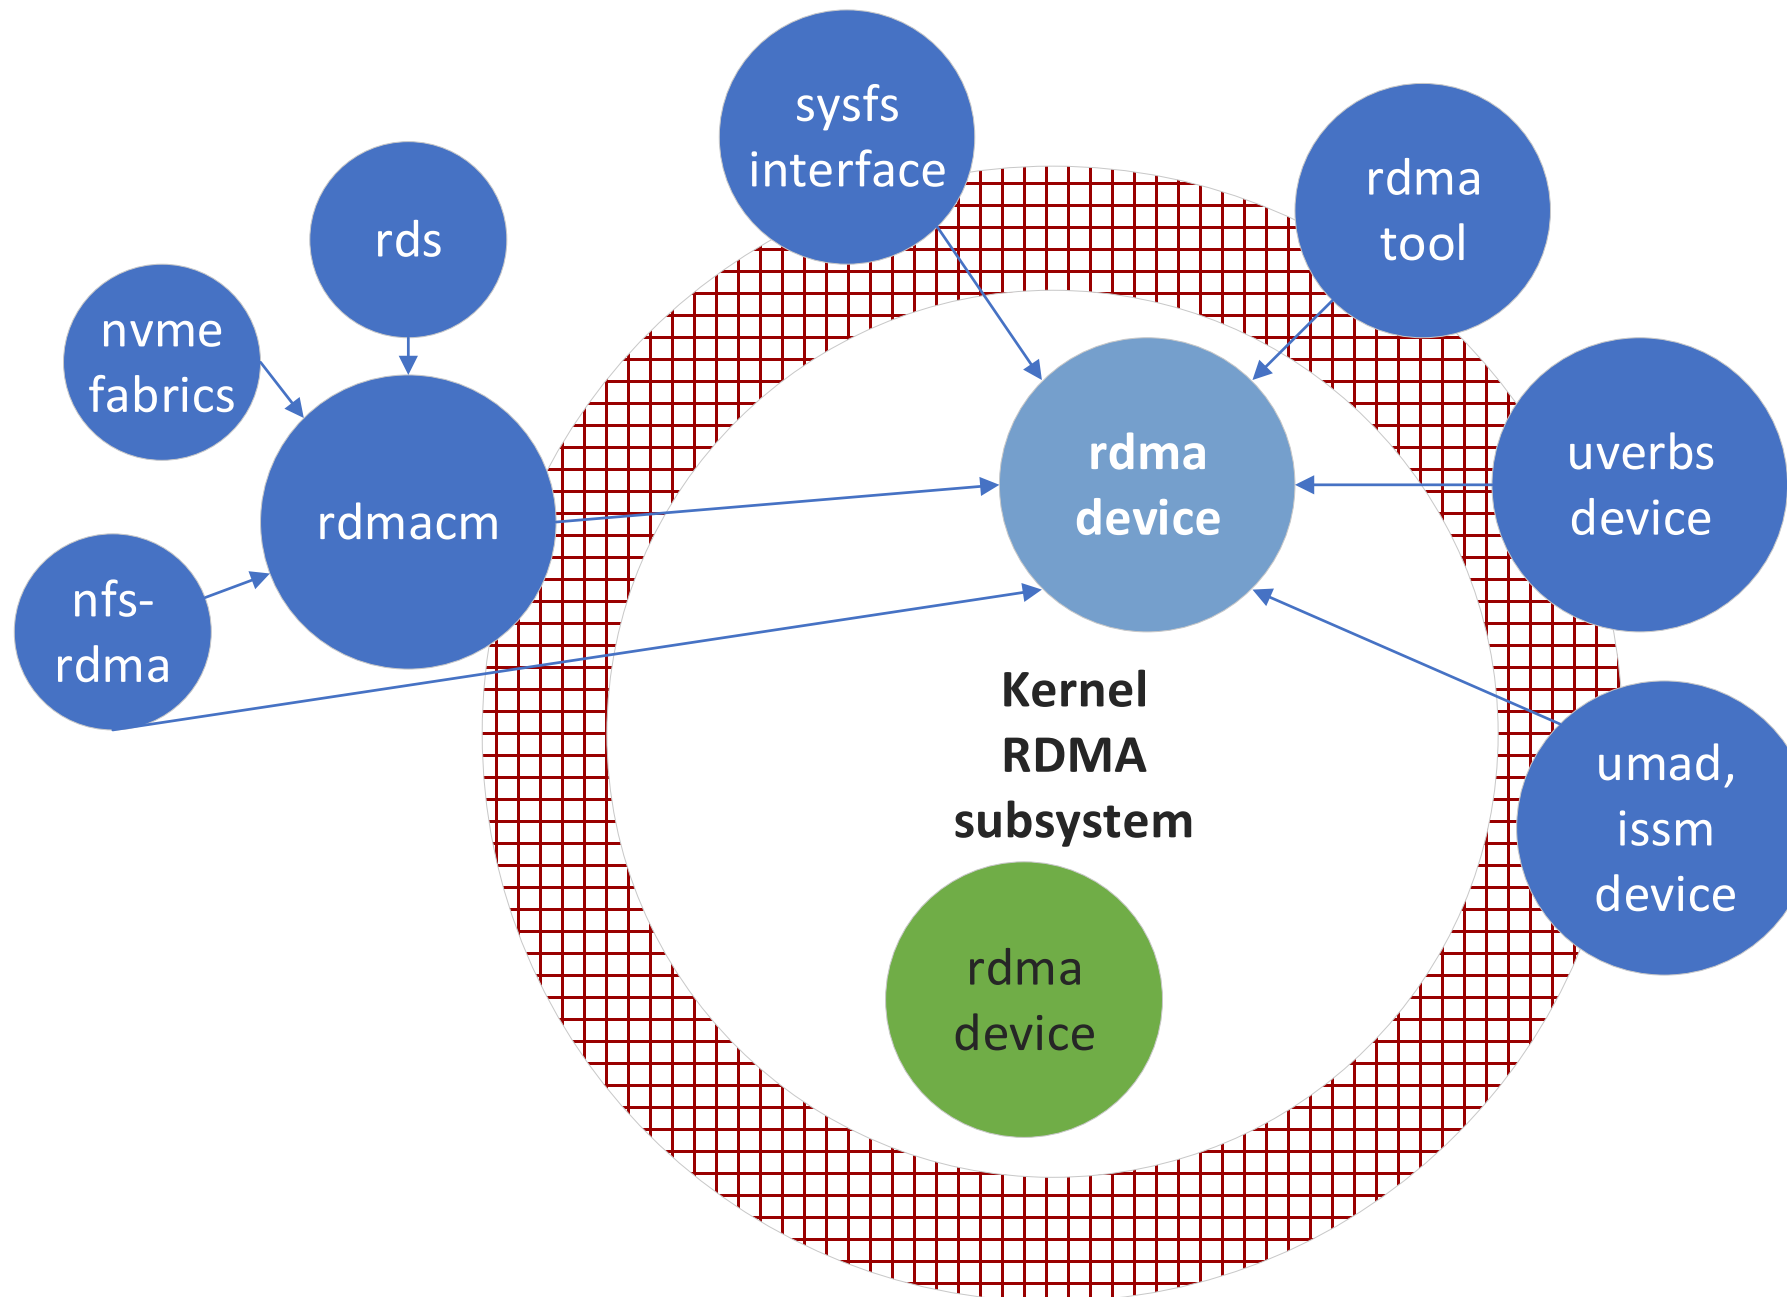 sysfs
interface
rdma
tool
rds
nvme
fabrics
rdmacm
nfs-
rdma
rdma
device
uverbs
device
Kernel
RDMA
subsystem
umad,
issm
device
rdma
device